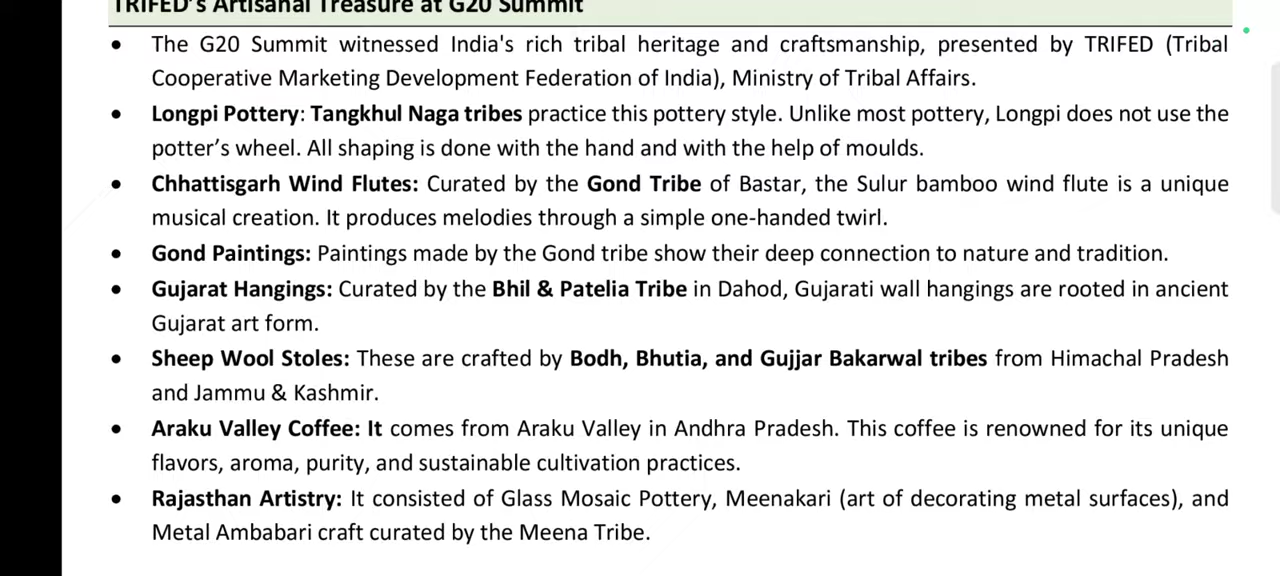 TRIFED's Artisanal Treasure at G20 Summit
• The G20 Summit witnessed India's rich tribal heritage and craftsmanship, presented by TRIFED (Tribal
Cooperative Marketing Development Federation of India), Ministry of Tribal Affairs.
• Longpi Pottery: Tangkhul Naga tribes practice this pottery style. Unlike most pottery, Longpi does not use the
potter's wheel. All shaping is done with the hand and with the help of moulds.
• Chhattisgarh Wind Flutes: Curated by the Gond Tribe of Bastar, the Sulur bamboo wind flute is a unique
musical creation. It produces melodies through a simple one-handed twirl.
• Gond Paintings: Paintings made by the Gond tribe show their deep connection to nature and tradition.
• Gujarat Hangings: Curated by the Bhil & Patelia Tribe in Dahod, Gujarati wall hangings are rooted in ancient
Gujarat art form.
• Sheep Wool Stoles: These are crafted by Bodh, Bhutia, and Gujjar Bakarwal tribes from Himachal Pradesh
and Jammu & Kashmir.
• Araku Valley Coffee: It comes from Araku Valley in Andhra Pradesh. This coffee is renowned for its unique
flavors, aroma, purity, and sustainable cultivation practices.
• Rajasthan Artistry: It consisted of Glass Mosaic Pottery, Meenakari (art of decorating metal surfaces), and
Metal Ambabari craft curated by the Meena Tribe.